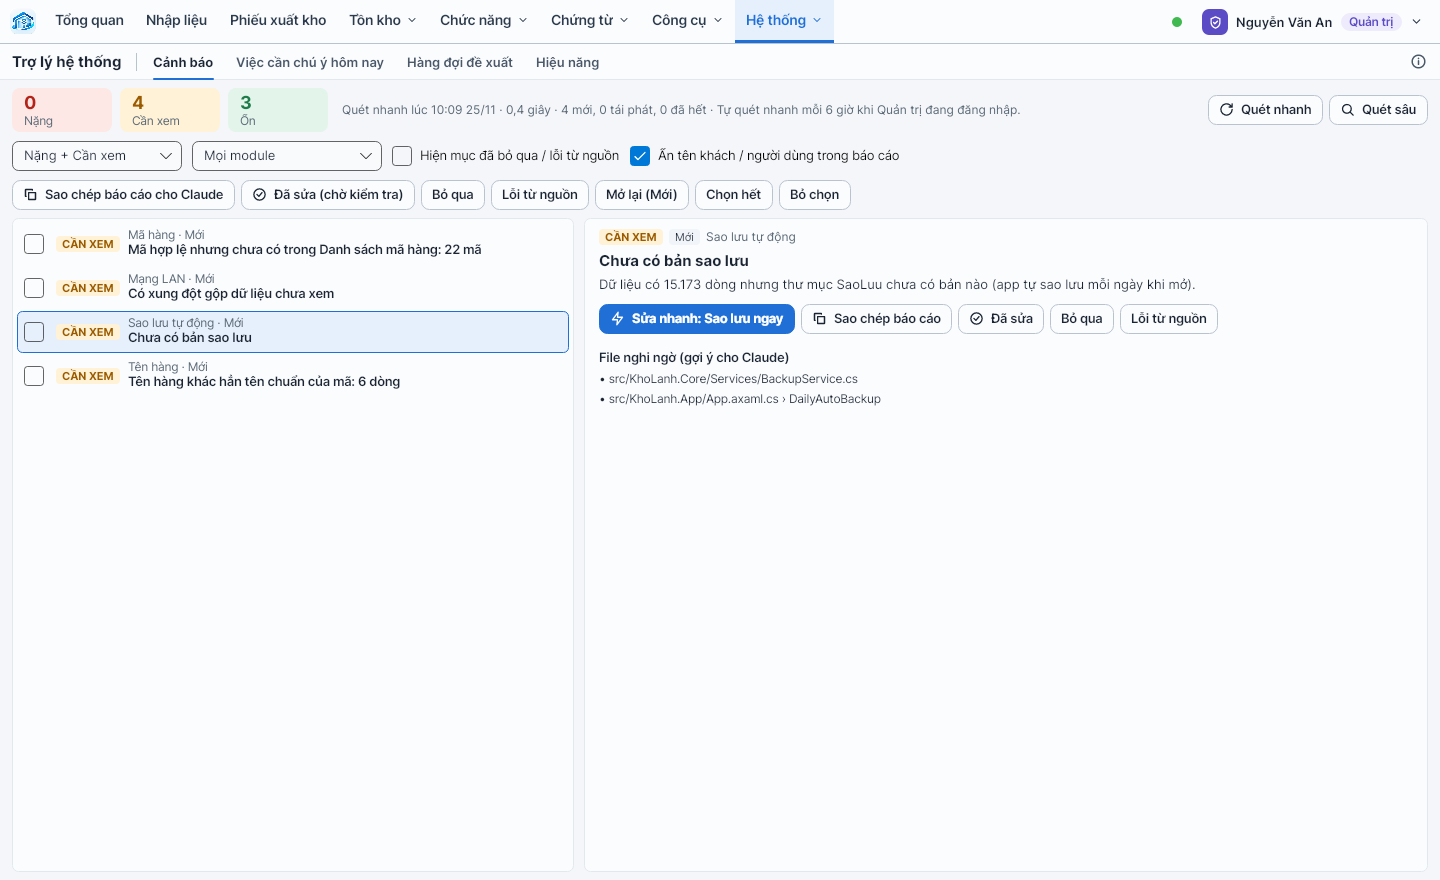 Tổng quan Nhập liệu Phiếu xuất kho Tồn kho Chức năng Chứng từ Công cụ Hệ thống Nguyễn Văn An Quản trị
Trợ lý hệ thống Cảnh báo Việc cần chú ý hôm nay Hàng đợi đề xuất Hiệu năng
0
Nặng
4
Cần xem
3
Ổn
Quét nhanh lúc 10:09 25/11 · 0,4 giây · 4 mới, 0 tái phát, 0 đã hết · Tự quét nhanh mỗi 6 giờ khi Quản trị đang đăng nhập.
Quét nhanh Quét sâu
Nặng + Cần xem Mọi module Hiện mục đã bỏ qua / lỗi từ nguồn Ẩn tên khách / người dùng trong báo cáo
Sao chép báo cáo cho Claude Đã sửa (chờ kiểm tra) Bỏ qua Lỗi từ nguồn Mở lại (Mới) Chọn hết Bỏ chọn
CẦN XEM
Mã hàng · Mới
Mã hợp lệ nhưng chưa có trong Danh sách mã hàng: 22 mã
CẦN XEM
Mạng LAN · Mới
Có xung đột gộp dữ liệu chưa xem
CẦN XEM
Sao lưu tự động · Mới
Chưa có bản sao lưu
CẦN XEM
Tên hàng · Mới
Tên hàng khác hẳn tên chuẩn của mã: 6 dòng
CẦN XEM Mới Sao lưu tự động
Chưa có bản sao lưu
Dữ liệu có 15.173 dòng nhưng thư mục SaoLuu chưa có bản nào (app tự sao lưu mỗi ngày khi mở).
Sửa nhanh: Sao lưu ngay Sao chép báo cáo Đã sửa Bỏ qua Lỗi từ nguồn
File nghi ngờ (gợi ý cho Claude)
• src/KhoLanh.Core/Services/BackupService.cs
• src/KhoLanh.App/App.axaml.cs › DailyAutoBackup